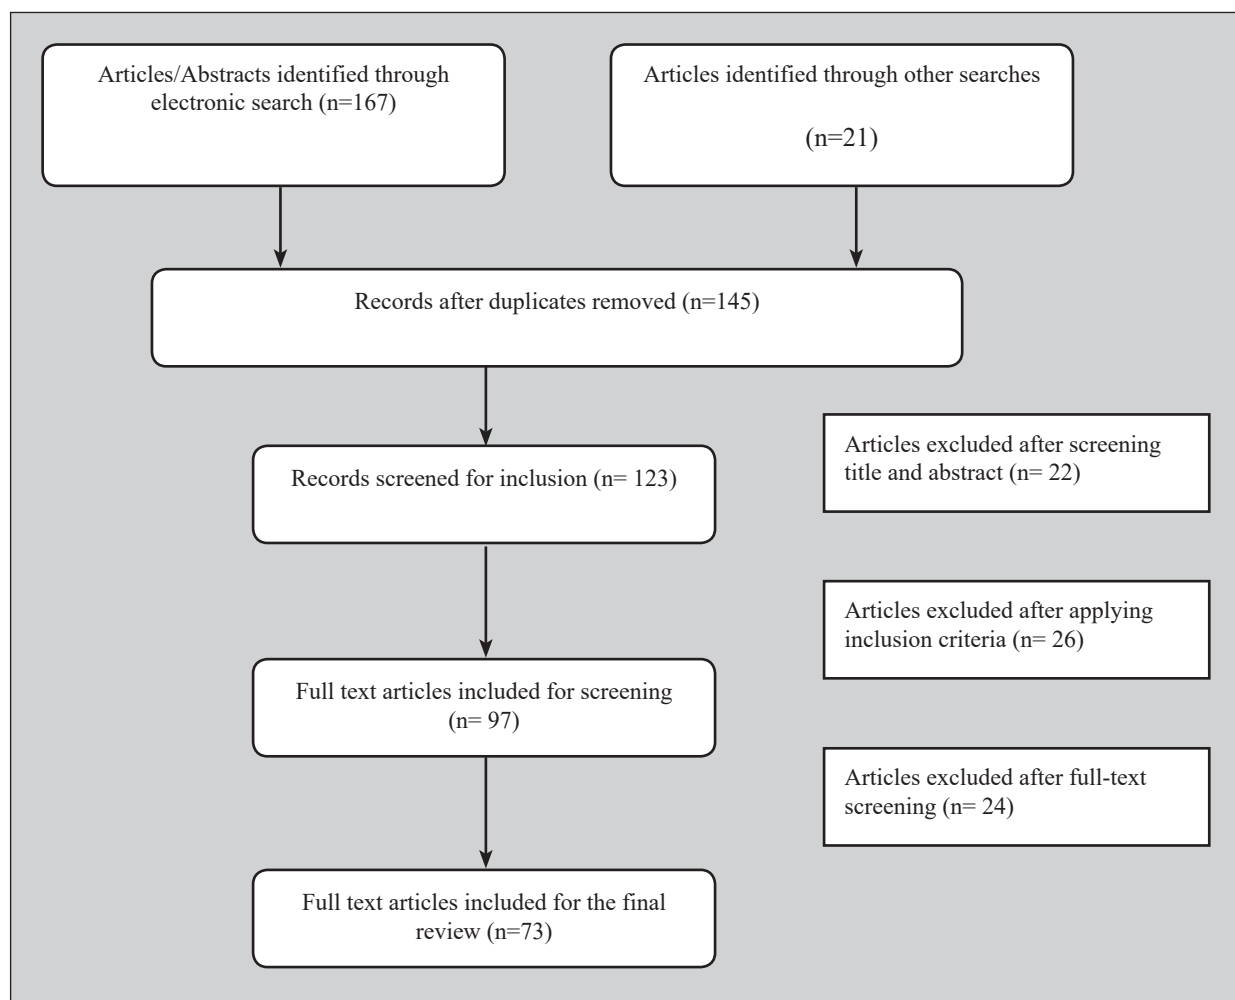 Articles/Abstracts identified through
electronic search (n=167)
Articles identified through other searches
(n=21)
Records after duplicates removed (n=145)
Articles excluded after screening
title and abstract (n= 22)
Records screened for inclusion (n= 123)
Articles excluded after applying
inclusion criteria (n= 26)
Full text articles included for screening
(n= 97)
Articles excluded after full-text
screening (n= 24)
Full text articles included for the final
review (n=73)